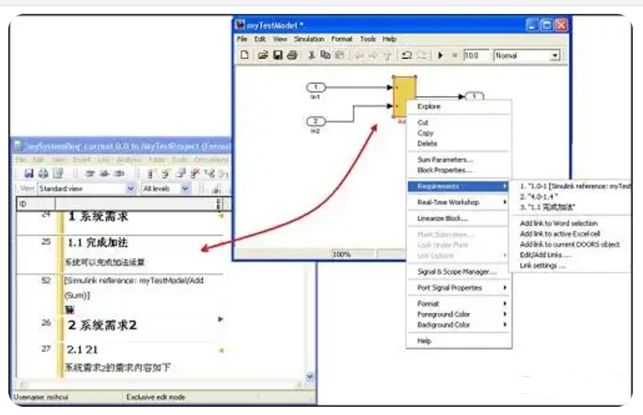 myTestModel *
File Edit View Simulation Format Tools Help
10.0 Normal
1
In1
2
In2
1
100%
Explore
Cut
Copy
Delete
Sum Parameters...
Block Properties...
Requirements
Real-Time Workshop
Linearize Block...
Mask Subsystem...
Look Under Mask
Link Options
Signal & Scope Manager...
Port Signal Properties
Format
Foreground Color
Background Color
Help
1. "1.0-1 [Simulink reference: myTest
2. "4.0-1.4 "
3. "1.1 完成加法"
Add link to Word selection
Add link to active Excel cell
Add link to current DOORS object
Edit/Add Links ...
Link settings ...
'mySystemReq' current 0.0 in /MyTestProject (Formal
File Edit View Insert Link Analysis Table Tools Discussions
View Standard view All levels
ID
24 1 系统需求
25 1.1 完成加法
系统可以完成加法运算
52 [Simulink reference: myTestModel/Add
(Sum)]
26 2 系统需求2
27 2.1 21
系统需求2的需求内容如下
Exclusive edit mode